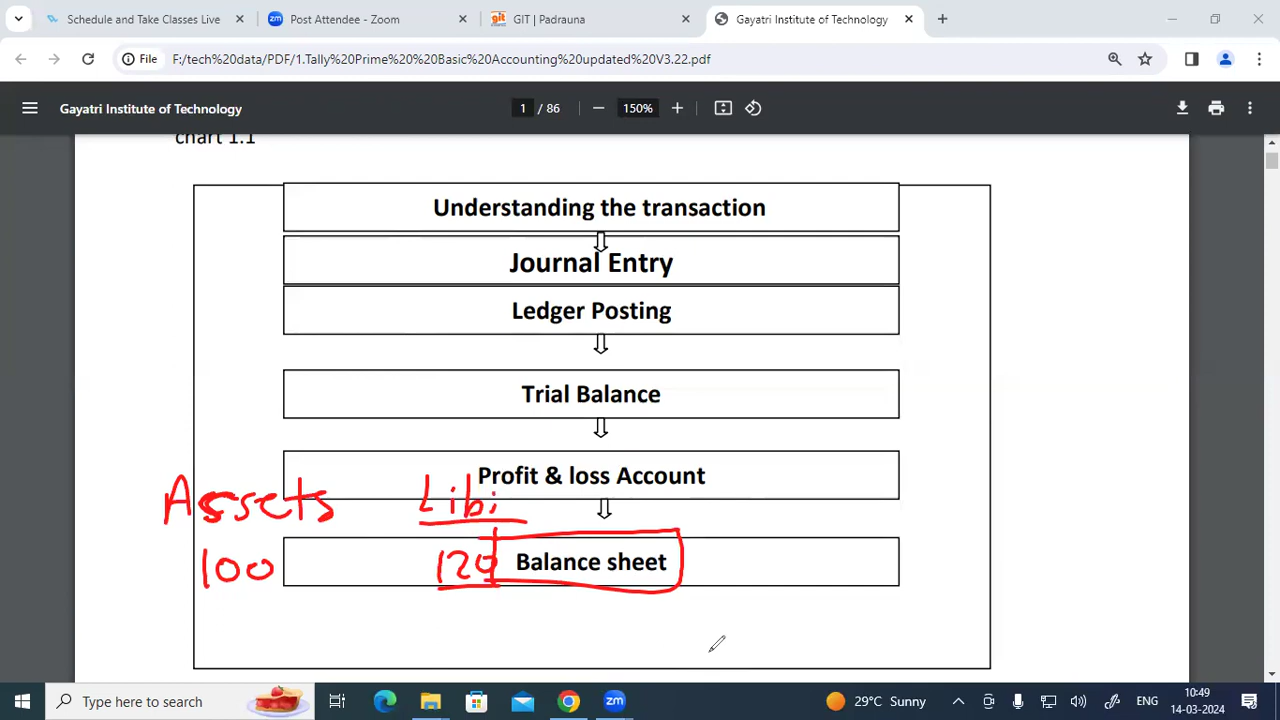 Schedule and Take Classes Live
Post Attendee - Zoom
GIT | Padrauna
Gayatri Institute of Technology
File
F:/tech%20data/PDF/1.Tally%20Prime%20%20Basic%20Accounting%20updated%20V3.22.pdf
Gayatri Institute of Technology
1 / 86
150%
chart 1.1
Understanding the transaction
Journal Entry
Ledger Posting
Trial Balance
Profit & loss Account
Assets Libi
Balance sheet
100 120
Type here to search
29°C Sunny
ENG
10:49
14-03-2024